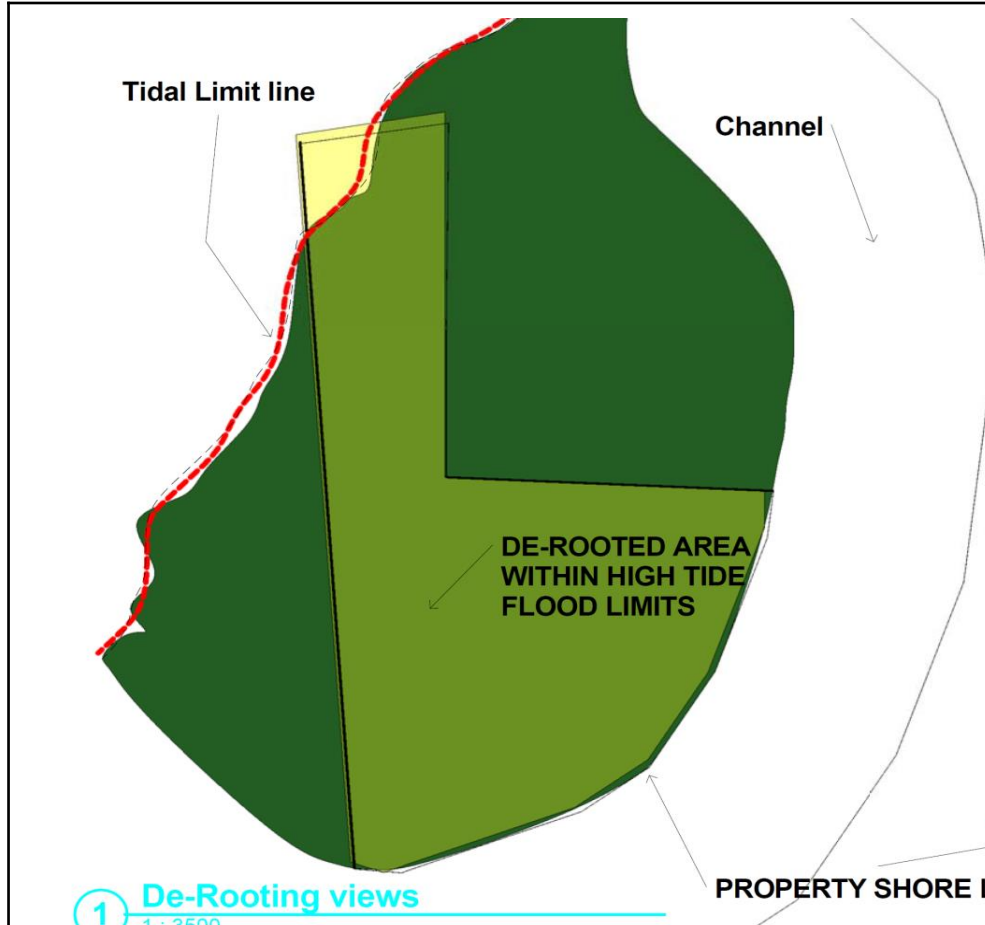 Tidal Limit line
Channel
DE-ROOTED AREA
WITHIN HIGH TIDE
FLOOD LIMITS
PROPERTY SHORE
1
De-Rooting views